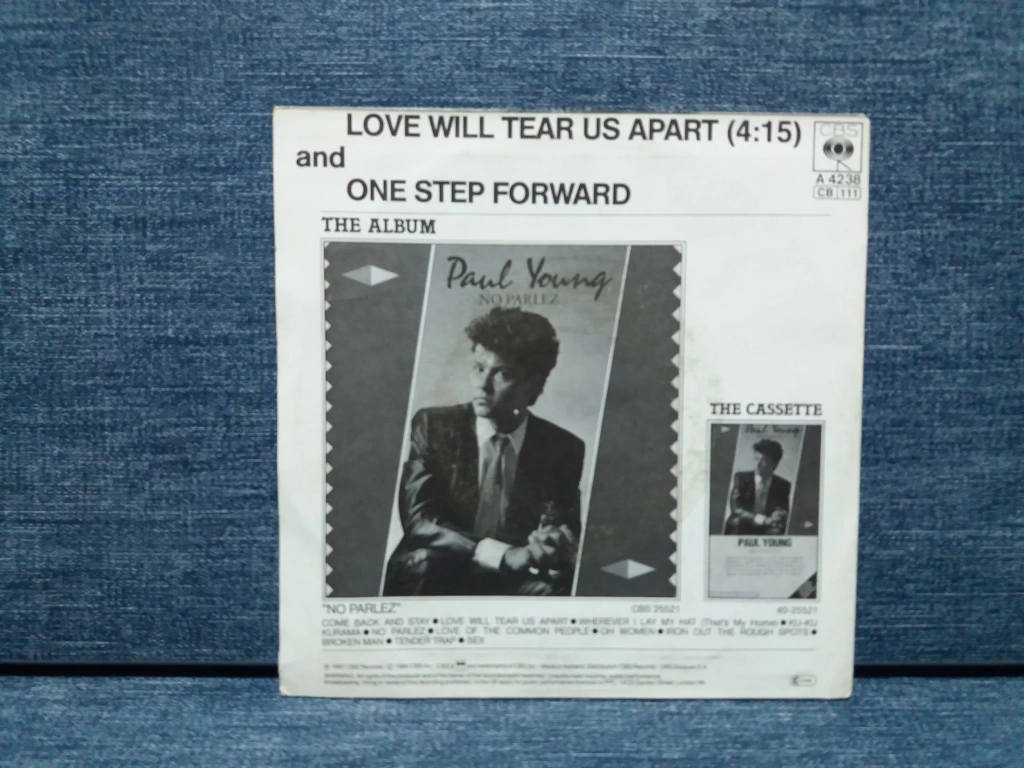 LOVE WILL TEAR US APART (4:15)
and
ONE STEP FORWARD
CBS
A 4238
CB 111
THE ALBUM
Paul Young
NO PARLEZ
THE CASSETTE
Paul Young
PAUL YOUNG
"NO PARLEZ"
CBS 25521
40-25521
COME BACK AND STAY ● LOVE WILL TEAR US APART ● WHEREVER I LAY MY HAT (That's My Home) ● KU-KU
KURAMA ● NO PARLEZ ● LOVE OF THE COMMON PEOPLE ● OH WOMEN ● IRON OUT THE ROUGH SPOTS ●
BROKEN MAN ● TENDER TRAP ● SEX